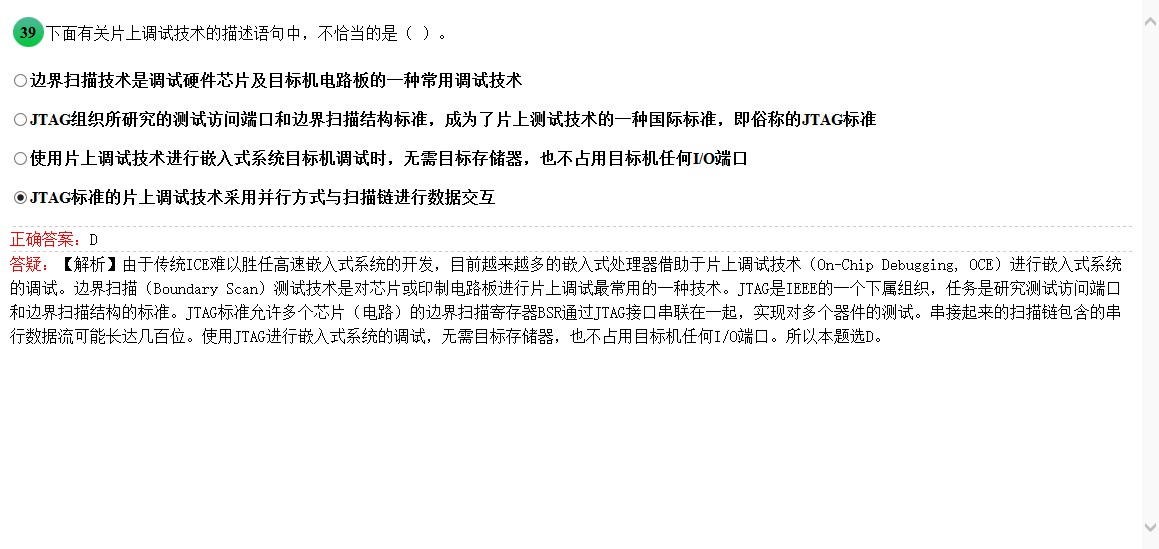 39 下面有关片上调试技术的描述语句中，不恰当的是（ ）。
边界扫描技术是调试硬件芯片及目标机电路板的一种常用调试技术
JTAG组织所研究的测试访问端口和边界扫描结构标准，成为了片上测试技术的一种国际标准，即俗称的JTAG标准
使用片上调试技术进行嵌入式系统目标机调试时，无需目标存储器，也不占用目标机任何I/O端口
JTAG标准的片上调试技术采用并行方式与扫描链进行数据交互
正确答案：D
答疑：【解析】由于传统ICE难以胜任高速嵌入式系统的开发，目前越来越多的嵌入式处理器借助于片上调试技术（On-Chip Debugging, OCE）进行嵌入式系统
的调试。边界扫描（Boundary Scan）测试技术是对芯片或印制电路板进行片上调试最常用的一种技术。JTAG是IEEE的一个下属组织，任务是研究测试访问端口
和边界扫描结构的标准。JTAG标准允许多个芯片（电路）的边界扫描寄存器BSR通过JTAG接口串联在一起，实现对多个器件的测试。串接起来的扫描链包含的串
行数据流可能长达几百位。使用JTAG进行嵌入式系统的调试，无需目标存储器，也不占用目标机任何I/O端口。所以本题选D。